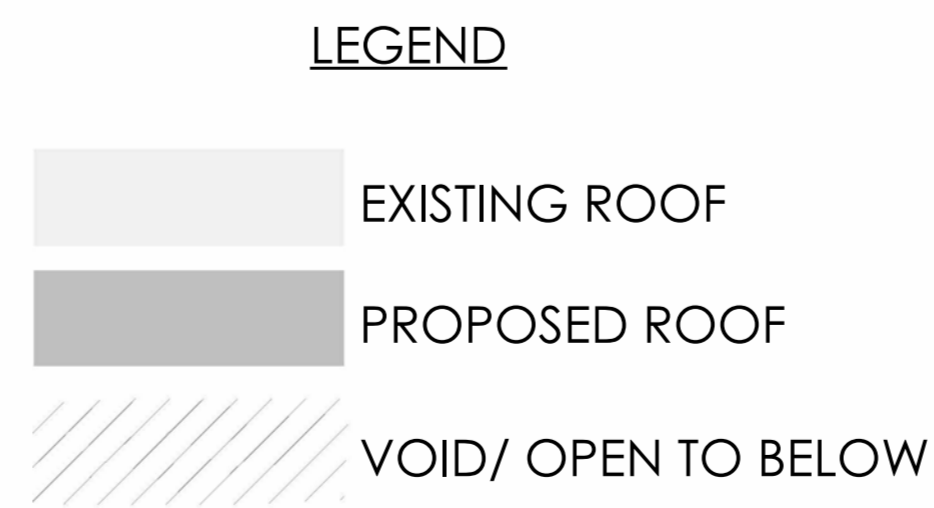 LEGEND
EXISTING ROOF
PROPOSED ROOF
VOID/ OPEN TO BELOW